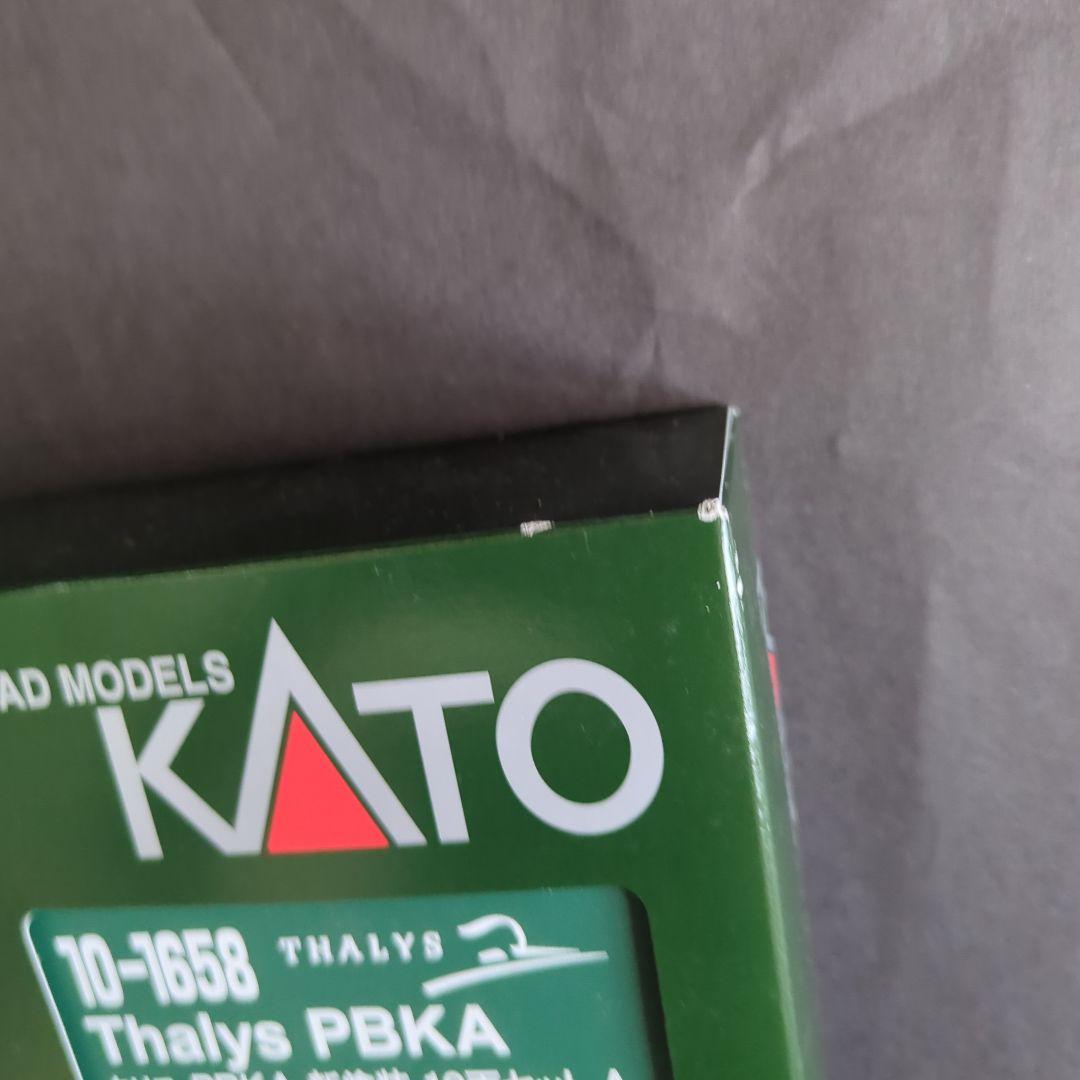 AD MODELS
KATO
10-1658 THALYS
Thalys PBKA